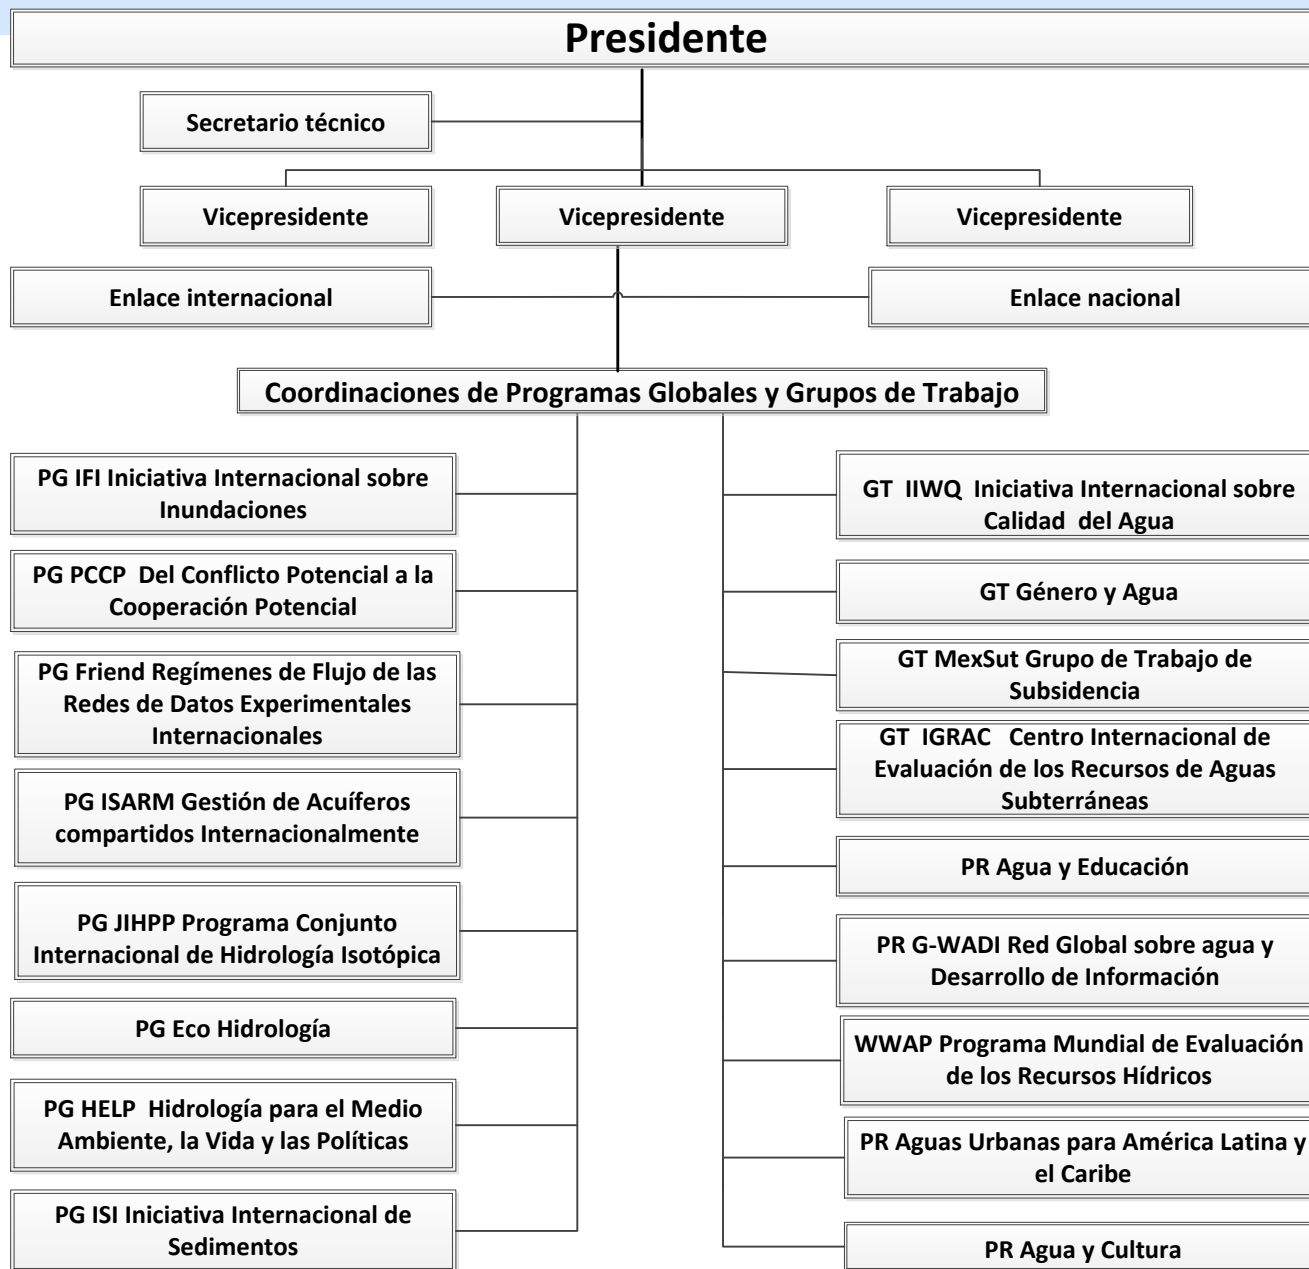 Presidente
Secretario técnico
Vicepresidente
Vicepresidente
Vicepresidente
Enlace internacional
Enlace nacional
Coordinaciones de Programas Globales y Grupos de Trabajo
PG IFI Iniciativa Internacional sobre
Inundaciones
PG PCCP Del Conflicto Potencial a la
Cooperación Potencial
PG Friend Regímenes de Flujo de las
Redes de Datos Experimentales
Internacionales
PG ISARM Gestión de Acuíferos
compartidos Internacionalmente
PG JIHPP Programa Conjunto
Internacional de Hidrología Isotópica
PG Eco Hidrología
PG HELP Hidrología para el Medio
Ambiente, la Vida y las Políticas
PG ISI Iniciativa Internacional de
Sedimentos
GT IIWQ Iniciativa Internacional sobre
Calidad del Agua
GT Género y Agua
GT MexSut Grupo de Trabajo de
Subsidencia
GT IGRAC Centro Internacional de
Evaluación de los Recursos de Aguas
Subterráneas
PR Agua y Educación
PR G-WADI Red Global sobre agua y
Desarrollo de Información
WWAP Programa Mundial de Evaluación
de los Recursos Hídricos
PR Aguas Urbanas para América Latina y
el Caribe
PR Agua y Cultura